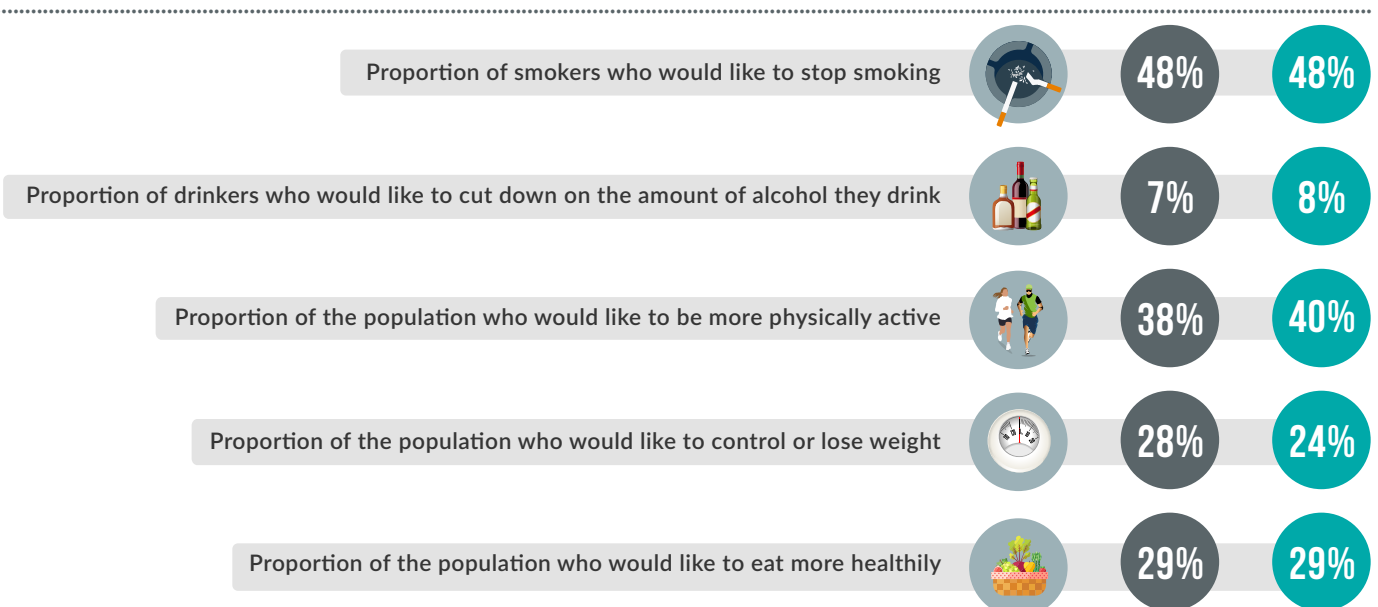 Proportion of smokers who would like to stop smoking 48% 48%
Proportion of drinkers who would like to cut down on the amount of alcohol they drink 7% 8%
Proportion of the population who would like to be more physically active 38% 40%
Proportion of the population who would like to control or lose weight 28% 24%
Proportion of the population who would like to eat more healthily 29% 29%